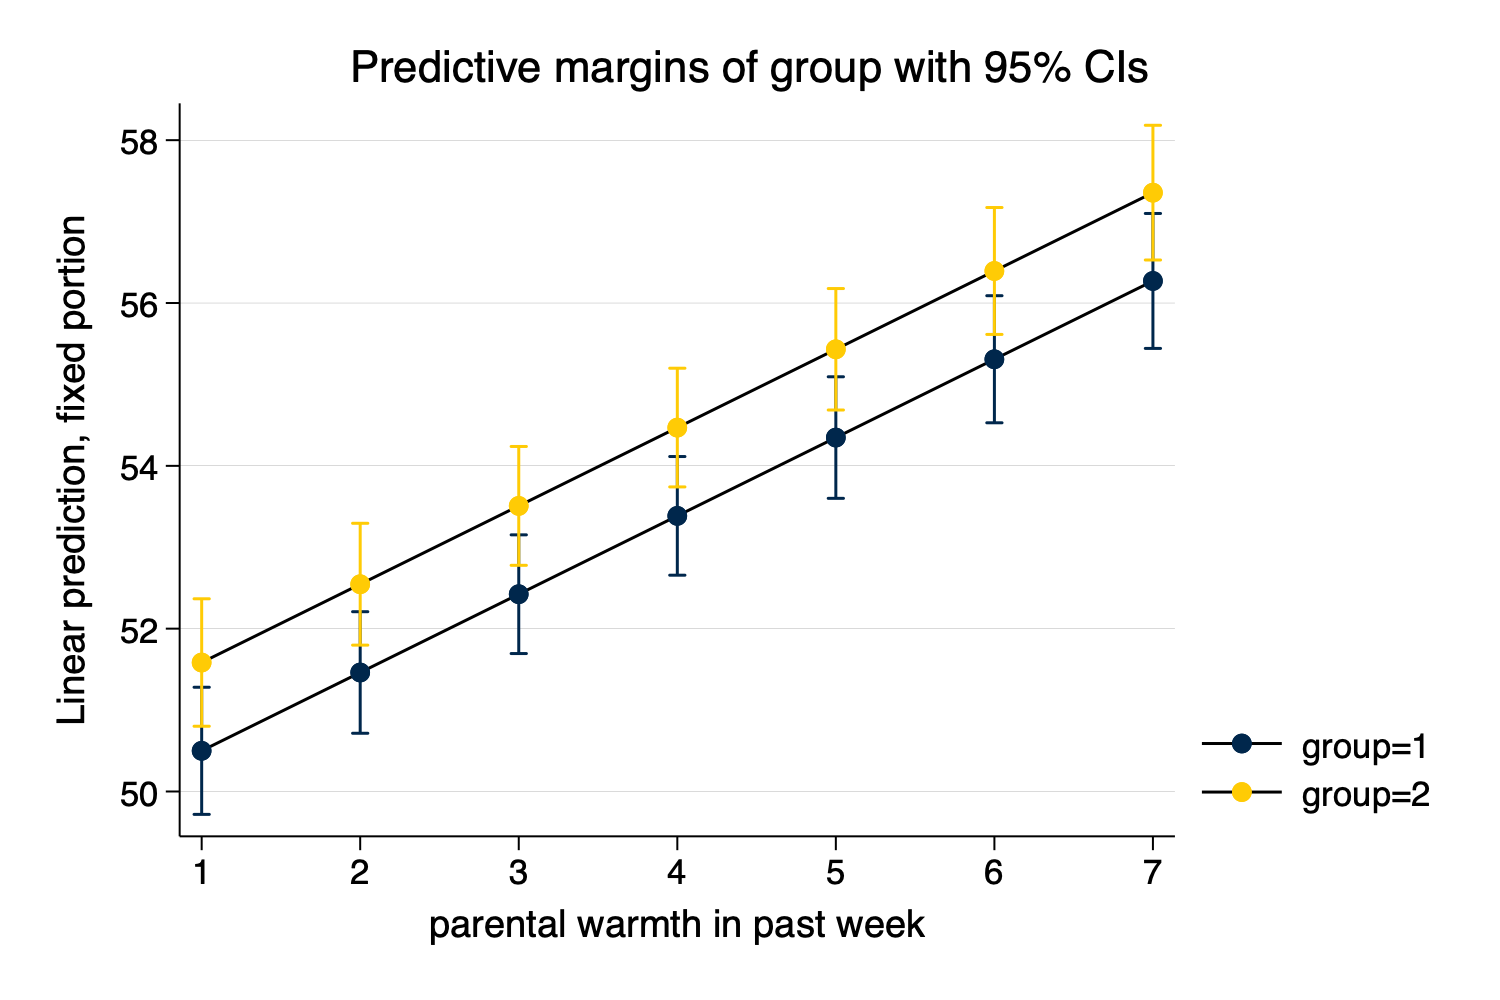 Predictive margins of group with 95% CIs
Linear prediction, fixed portion
58
56
54
52
50
1 2 3 4 5 6 7
parental warmth in past week
group=1
group=2